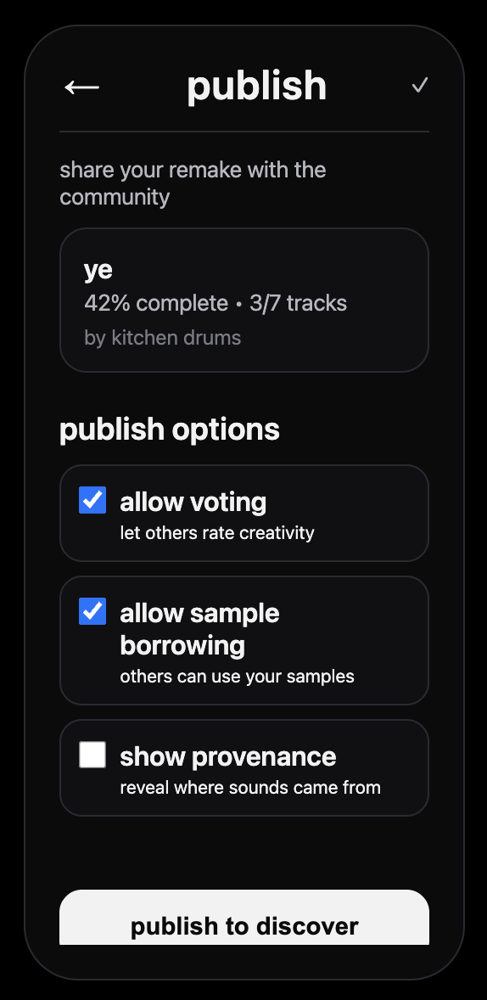 ← publish ✓
share your remake with the
community
ye
42% complete • 3/7 tracks
by kitchen drums
publish options
allow voting
let others rate creativity
allow sample
borrowing
others can use your samples
show provenance
reveal where sounds came from
publish to discover